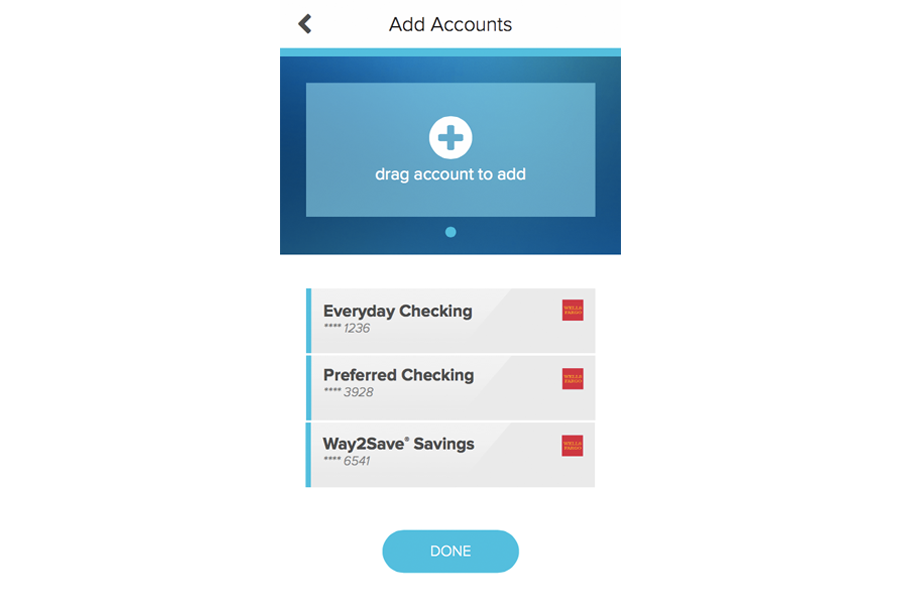 Add Accounts
drag account to add
Everyday Checking
**** 1236
WELLS
FARGO
Preferred Checking
**** 3928
WELLS
FARGO
Way2Save® Savings
**** 6541
WELLS
FARGO
DONE